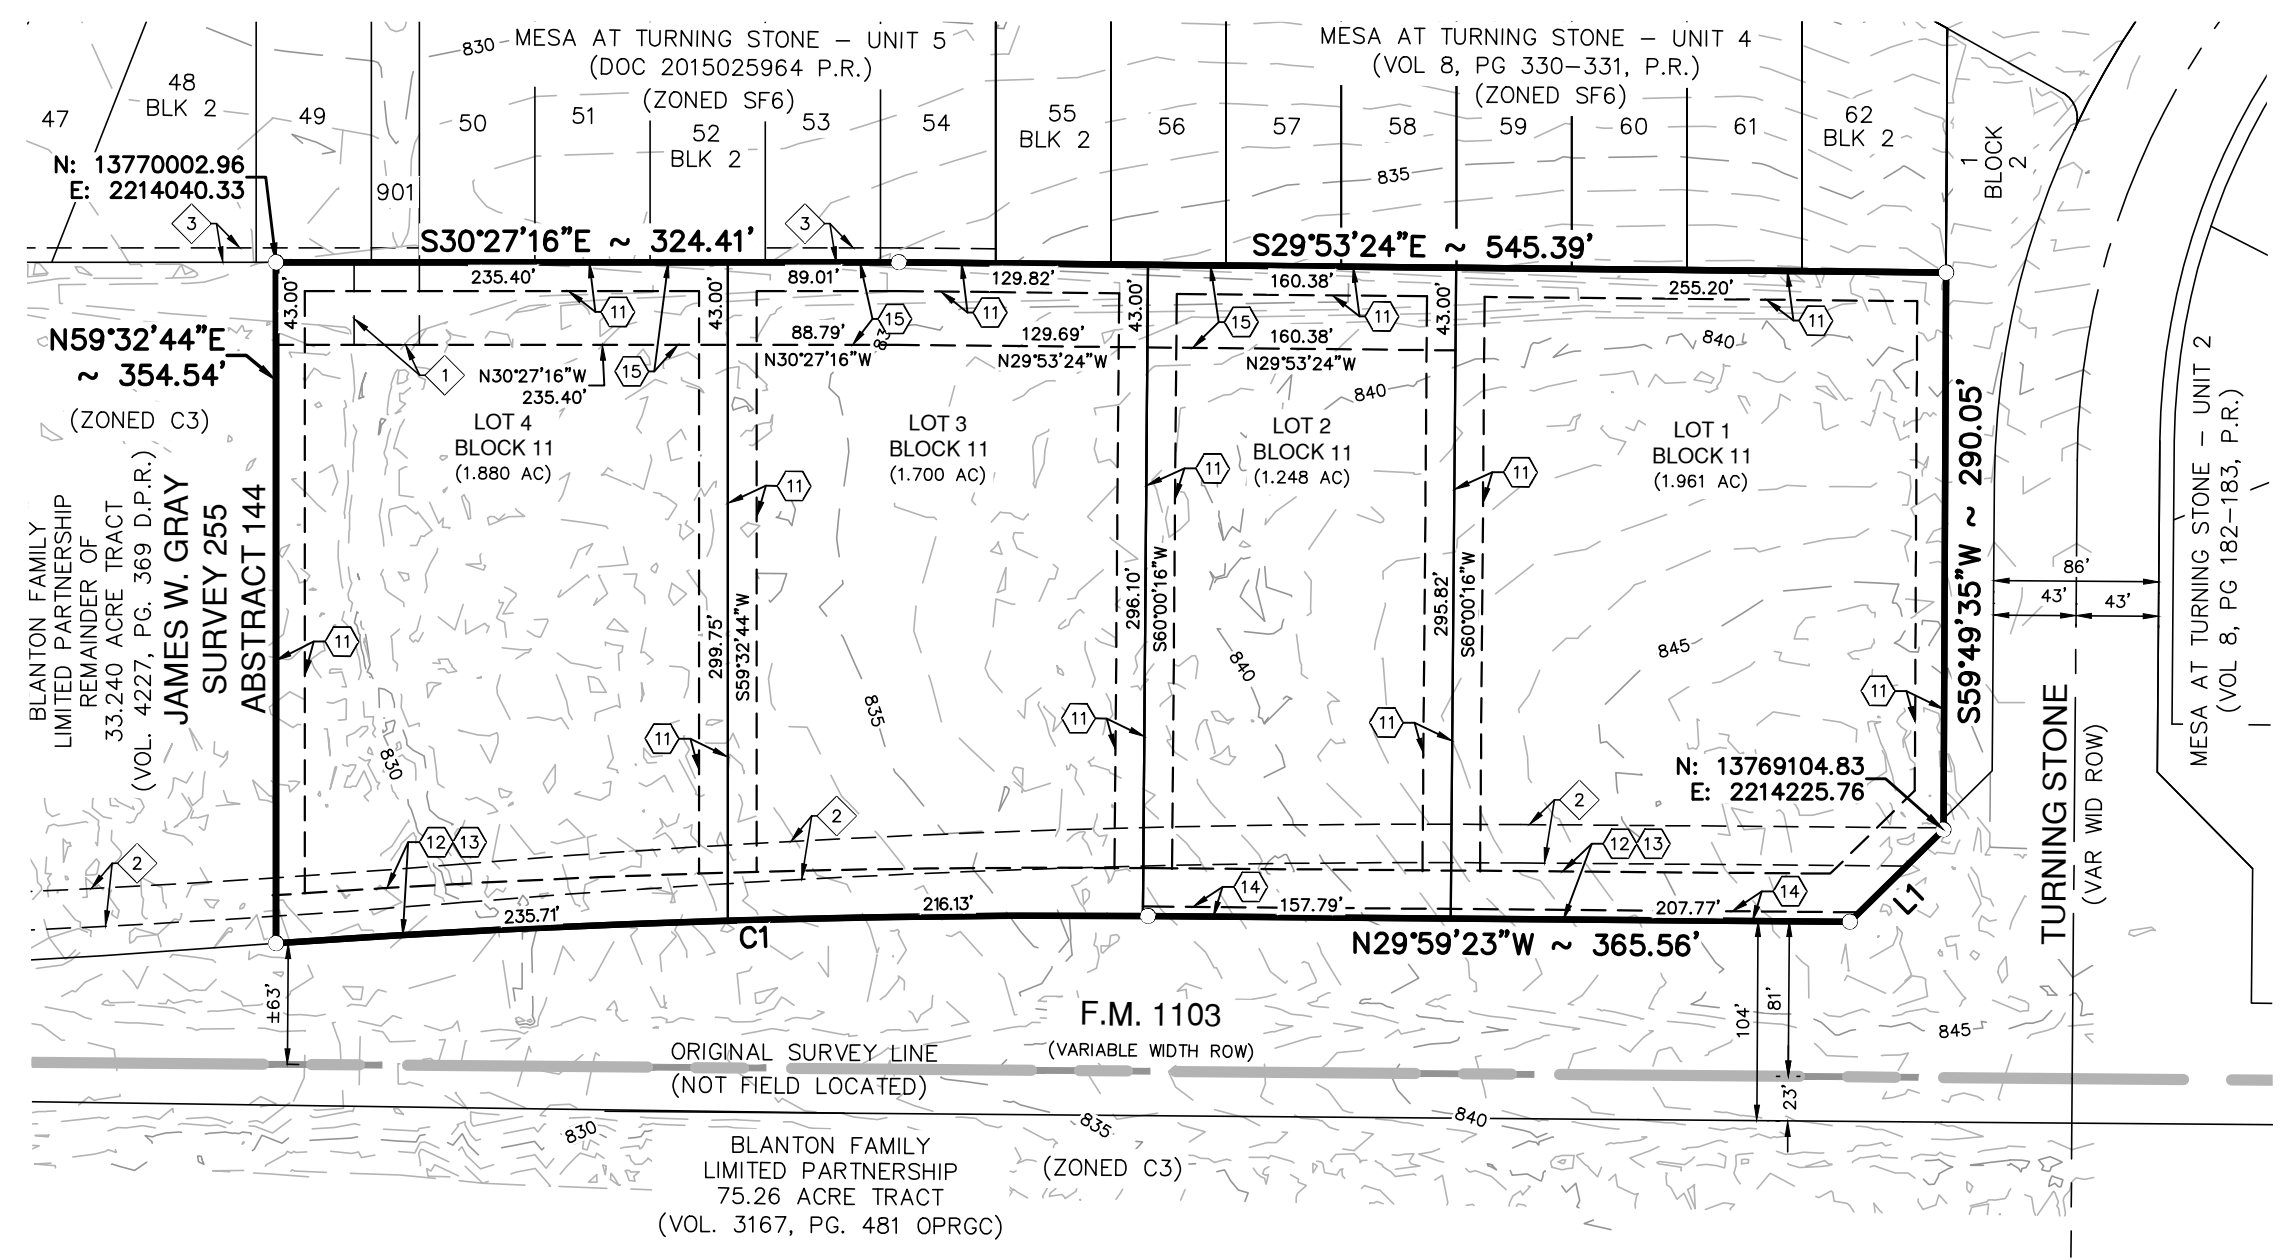 830
MESA AT TURNING STONE – UNIT 5
(DOC 2015025964 P.R.)
(ZONED SF6)
MESA AT TURNING STONE – UNIT 4
(VOL 8, PG 330–331, P.R.)
(ZONED SF6)
47
48
BLK 2
49
901
50
51
52
BLK 2
53
54
55
BLK 2
56
57
58
59
60
61
62
BLK 2
1
BLOCK
2
835
N: 13770002.96
E: 2214040.33
3
3
S30°27'16"E ~ 324.41'
S29°53'24"E ~ 545.39'
43.00'
235.40'
43.00'
89.01'
129.82'
43.00'
160.38'
43.00'
255.20'
11
15
11
15
11
11
88.79'
129.69'
160.38'
N30°27'16"W
N29°53'24"W
N29°53'24"W
840
N59°32'44"E
~ 354.54'
(ZONED C3)
1
N30°27'16"W
235.40'
15
840
LOT 4
BLOCK 11
(1.880 AC)
LOT 3
BLOCK 11
(1.700 AC)
LOT 2
BLOCK 11
(1.248 AC)
LOT 1
BLOCK 11
(1.961 AC)
11
11
11
BLANTON FAMILY
LIMITED PARTNERSHIP
REMAINDER OF
33.240 ACRE TRACT
(VOL. 4227, PG. 369 D.P.R.)
JAMES W. GRAY
SURVEY 255
ABSTRACT 144
11
299.75'
S59°32'44"W
296.10'
S60°00'16"W
295.82'
S60°00'16"W
S59°49'35"W ~ 290.05'
86'
43'
43'
MESA AT TURNING STONE – UNIT 2
(VOL 8, PG 182–183, P.R.)
840
845
835
830
11
11
11
11
N: 13769104.83
E: 2214225.76
TURNING STONE
(VAR WID ROW)
2
12
13
2
2
12
13
14
14
235.71'
216.13'
157.79'
207.77'
L1
C1
N29°59'23"W ~ 365.56'
±63'
F.M. 1103
(VARIABLE WIDTH ROW)
104'
81'
23'
845
ORIGINAL SURVEY LINE
(NOT FIELD LOCATED)
830
835
840
BLANTON FAMILY
LIMITED PARTNERSHIP
75.26 ACRE TRACT
(VOL. 3167, PG. 481 OPRGC)
(ZONED C3)